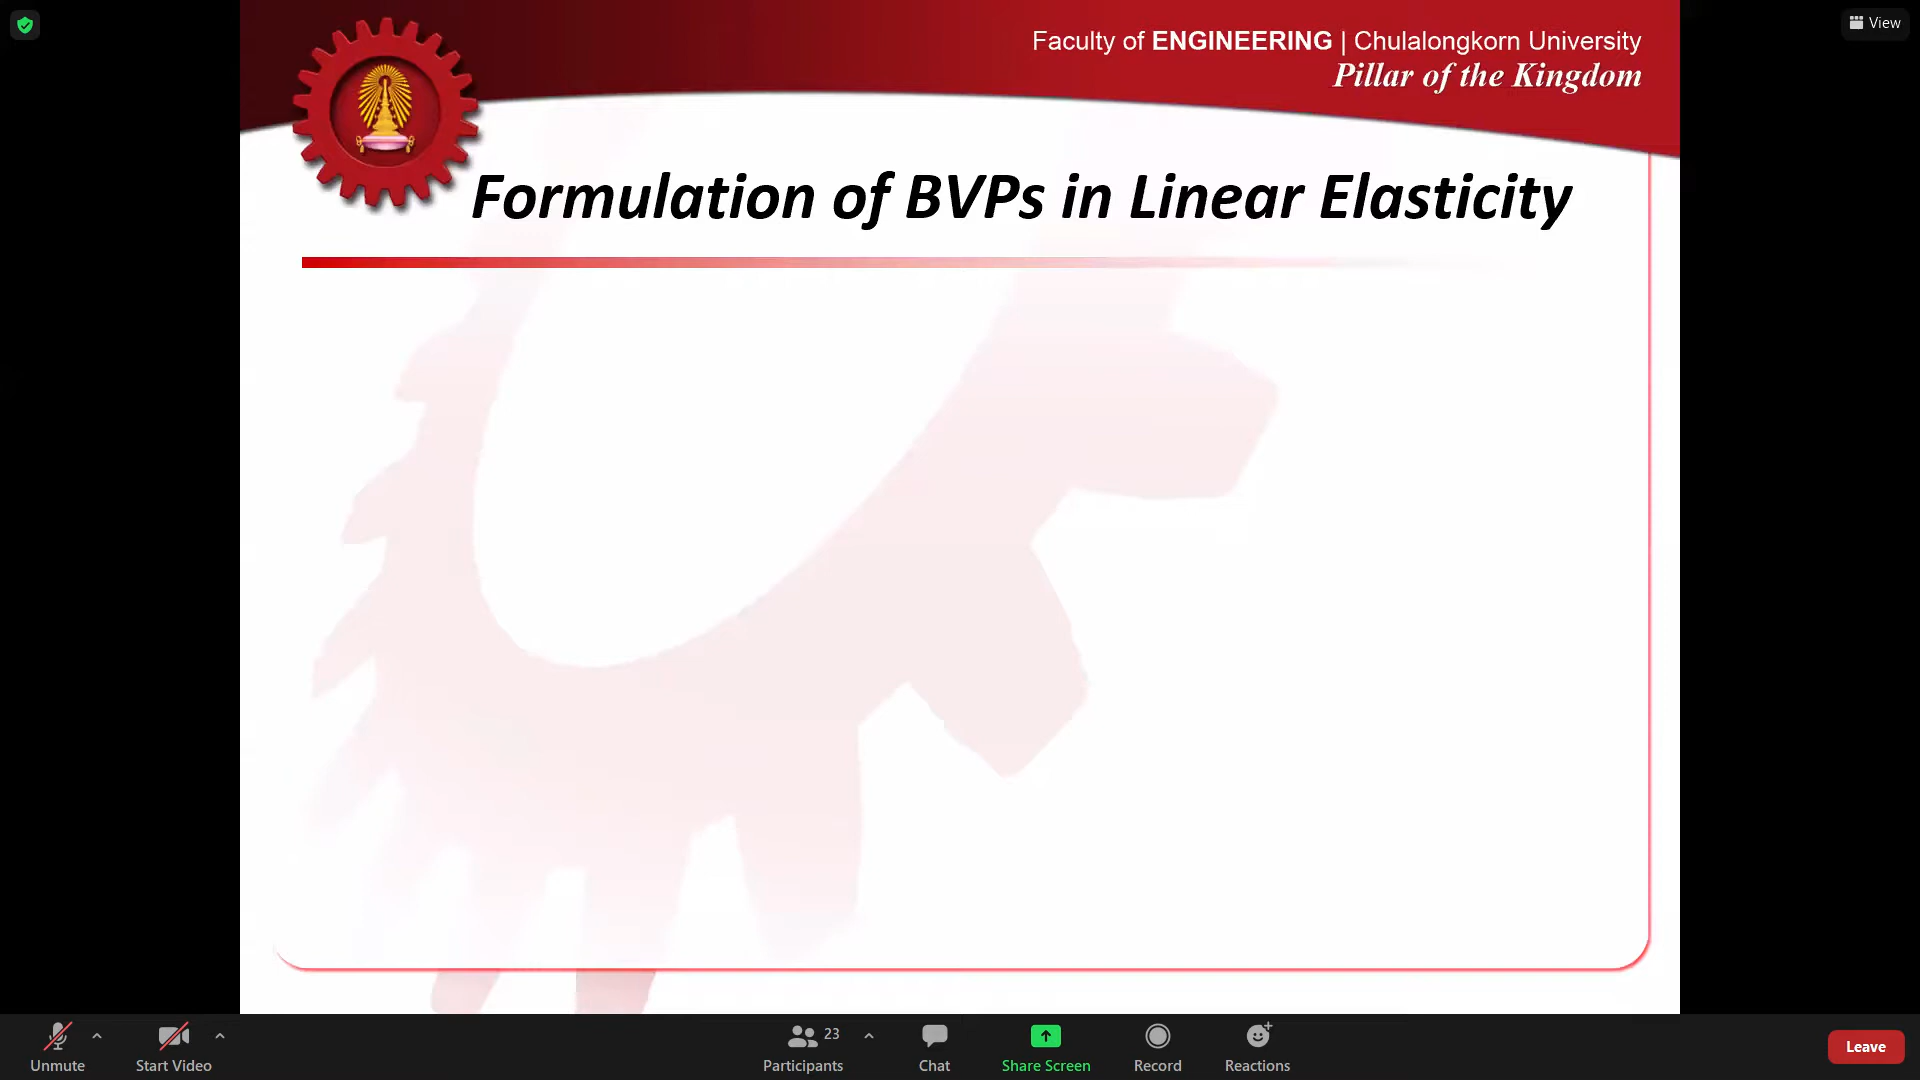 View
Faculty of ENGINEERING | Chulalongkorn University
Pillar of the Kingdom
Formulation of BVPs in Linear Elasticity
Unmute
Start Video
23
Participants
Chat
Share Screen
Record
Reactions
Leave